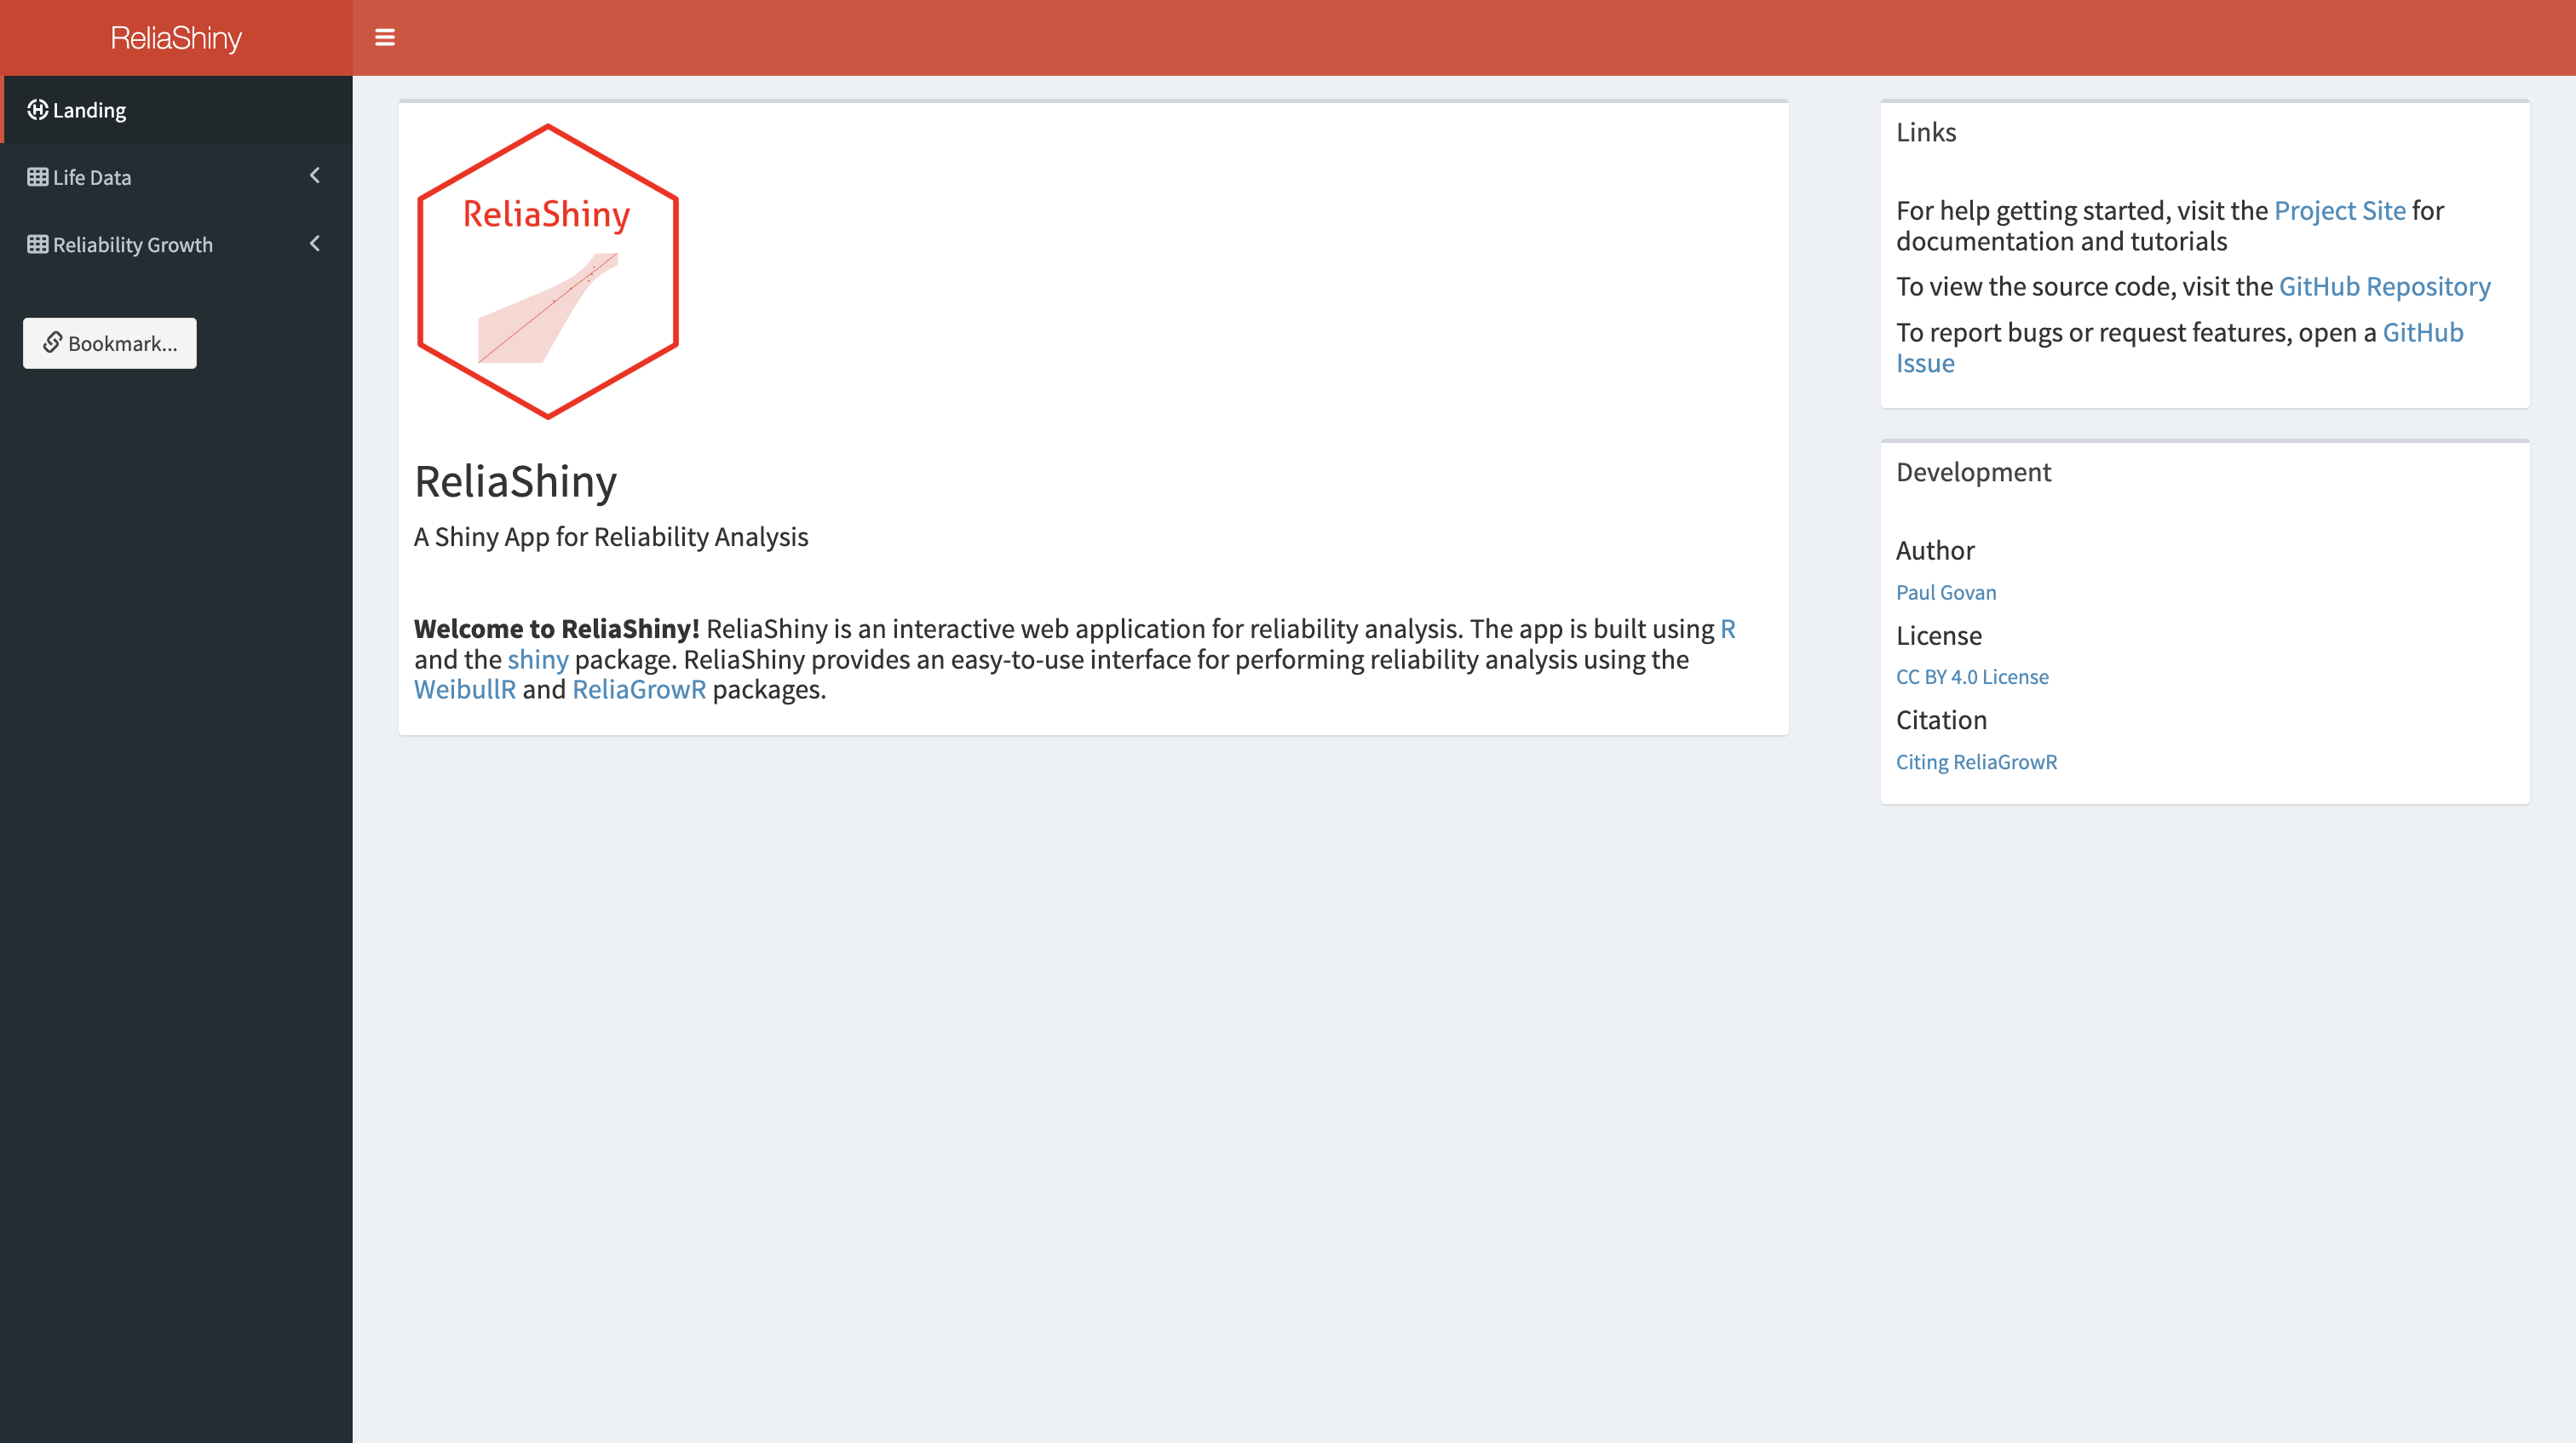 ReliaShiny
Landing
Life Data
Reliability Growth
Bookmark...
ReliaShiny
ReliaShiny
A Shiny App for Reliability Analysis
Welcome to ReliaShiny! ReliaShiny is an interactive web application for reliability analysis. The app is built using R
and the shiny package. ReliaShiny provides an easy-to-use interface for performing reliability analysis using the
WeibullR and ReliaGrowR packages.
Links
For help getting started, visit the Project Site for
documentation and tutorials
To view the source code, visit the GitHub Repository
To report bugs or request features, open a GitHub
Issue
Development
Author
Paul Govan
License
CC BY 4.0 License
Citation
Citing ReliaGrowR